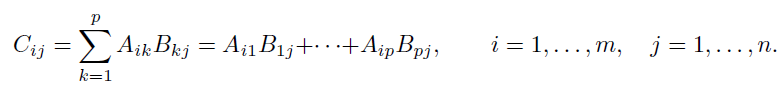 C_{ij} = \sum_{k=1}^{p} A_{ik}B_{kj} = A_{i1}B_{1j}+\cdots+A_{ip}B_{pj}, \qquad i = 1, \ldots, m, \quad j = 1, \ldots, n.